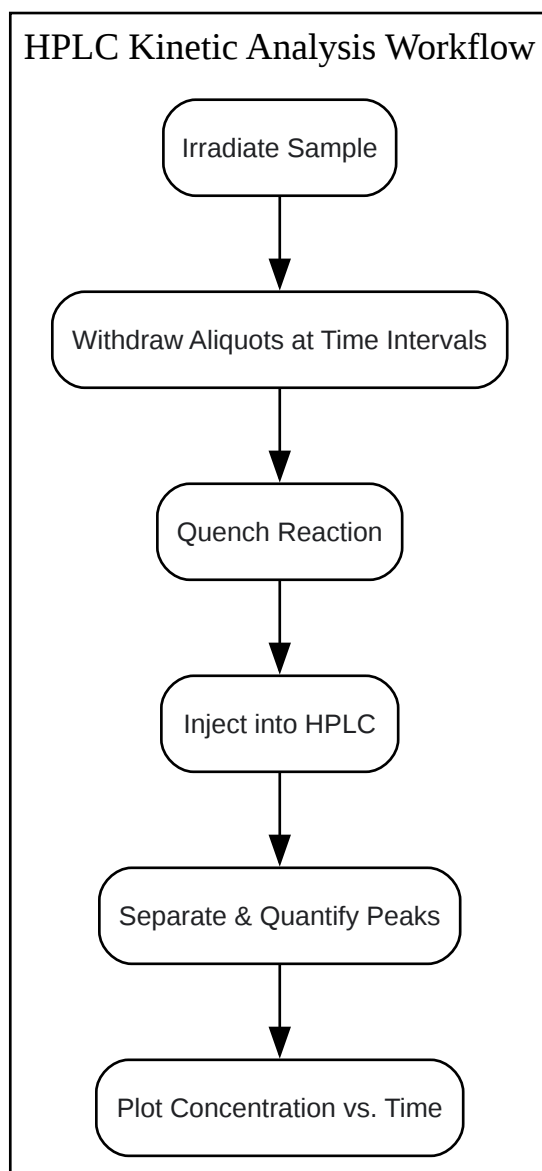 HPLC Kinetic Analysis Workflow
Irradiate Sample
Withdraw Aliquots at Time Intervals
Quench Reaction
Inject into HPLC
Separate & Quantify Peaks
Plot Concentration vs. Time